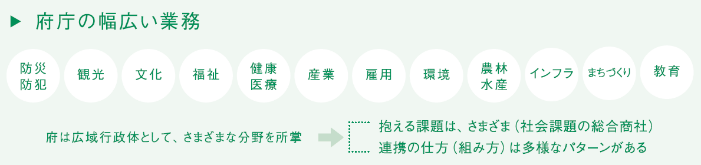 ▶ 府庁の幅広い業務
防災
防犯
観光
文化
福祉
健康
医療
産業
雇用
環境
農林
水産
インフラ
まちづくり
教育
府は広域行政体として、さまざまな分野を所掌
抱える課題は、さまざま（社会課題の総合商社）
連携の仕方（組み方）は多様なパターンがある